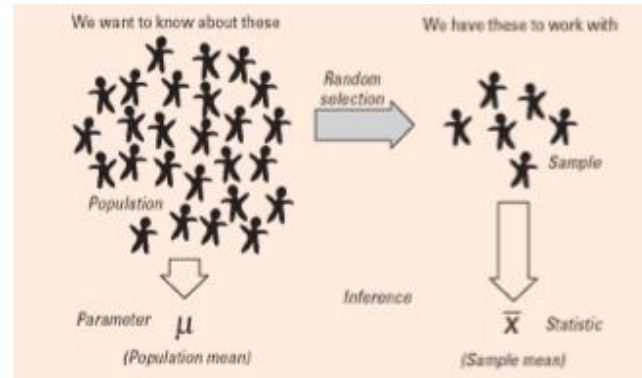 We want to know about these
We have these to work with
Random
selection
Sample
Population
Inference
Parameter μ
x̄ Statistic
(Population mean)
(Sample mean)